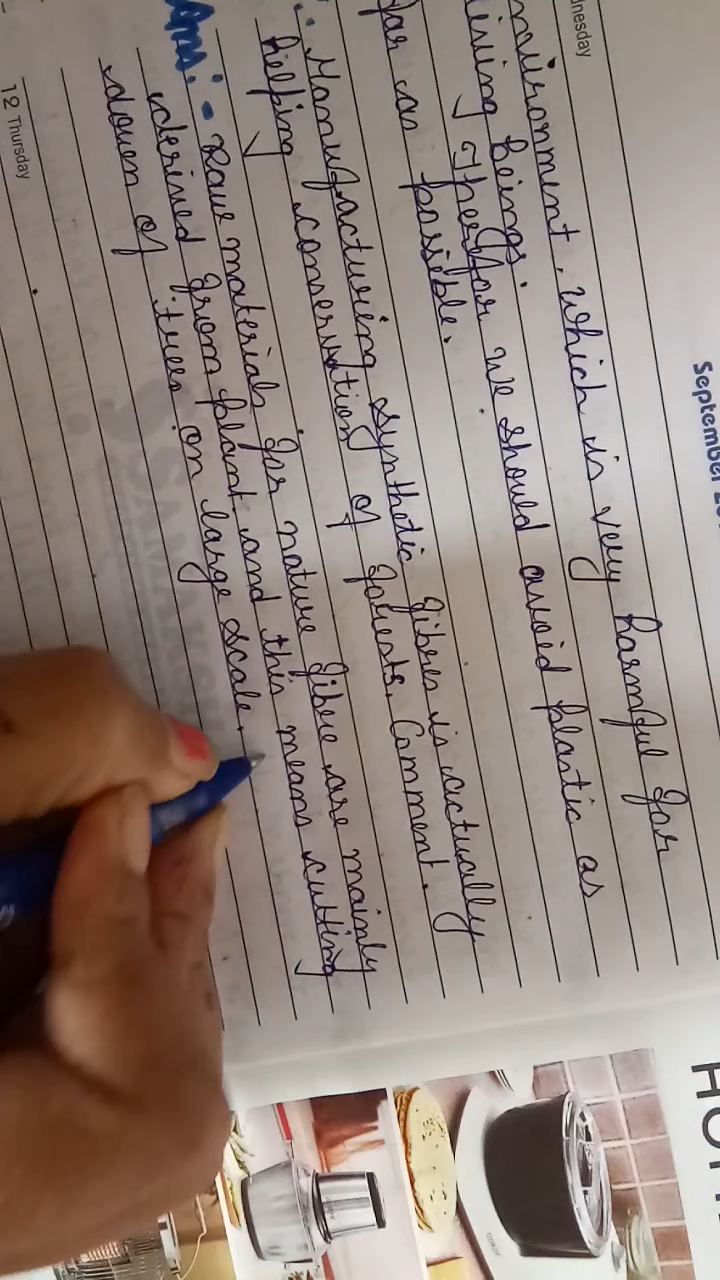 September
nesday
nvironment, which is very harmful for
living beings.
Therfor we should avoid plastic as
far as possible.
Manufacturing synthetic fibres is actually
helping conservation of forests. Comment.
Ans:- Raw materials for nature fibre are mainly
derived from plant and this means cutting
down of trees on large scale.
12 Thursday